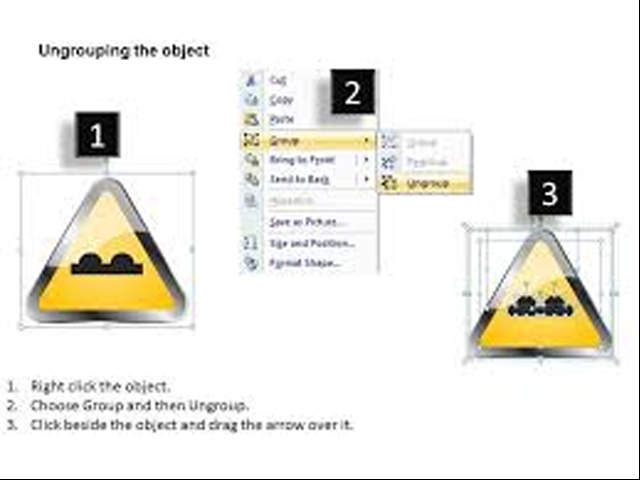 Ungrouping the object
1
2
3
Cut
Copy
Paste
Group
Bring to Front
Send to Back
Save as Picture...
Size and Position...
Format Shape...
Group
Regroup
Ungroup
1. Right click the object.
2. Choose Group and then Ungroup.
3. Click beside the object and drag the arrow over it.